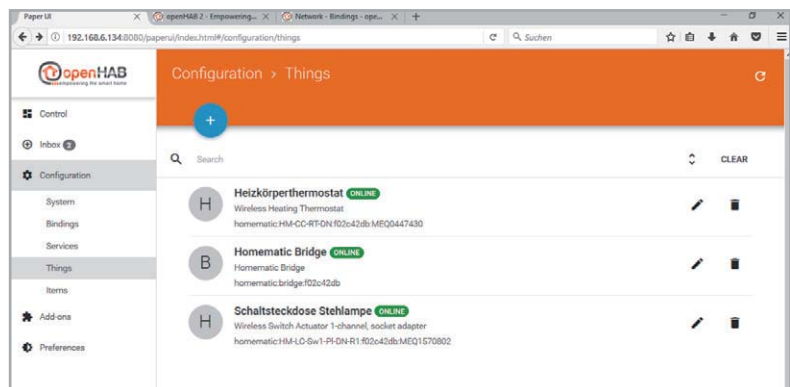 Paper UI
openHAB 2 - Empowering...
Network - Bindings - ope...
192.168.6.134:8080/paperui/index.html#/configuration/things
Suchen
openHAB
empowering the smart home
Configuration > Things
Control
Inbox 2
Search
CLEAR
Configuration
System
Bindings
Services
Things
Items
Add-ons
Preferences
H
Heizkörperthermostat ONLINE
Wireless Heating Thermostat
homematic:HM-CC-RT-DN:f02c42db:MEQ0447430
B
Homematic Bridge ONLINE
Homematic Bridge
homematic:bridge:f02c42db
H
Schaltsteckdose Stehlampe ONLINE
Wireless Switch Actuator 1-channel, socket adapter
homematic:HM-LC-Sw1-Pl-DN-R1:f02c42db:MEQ1570802